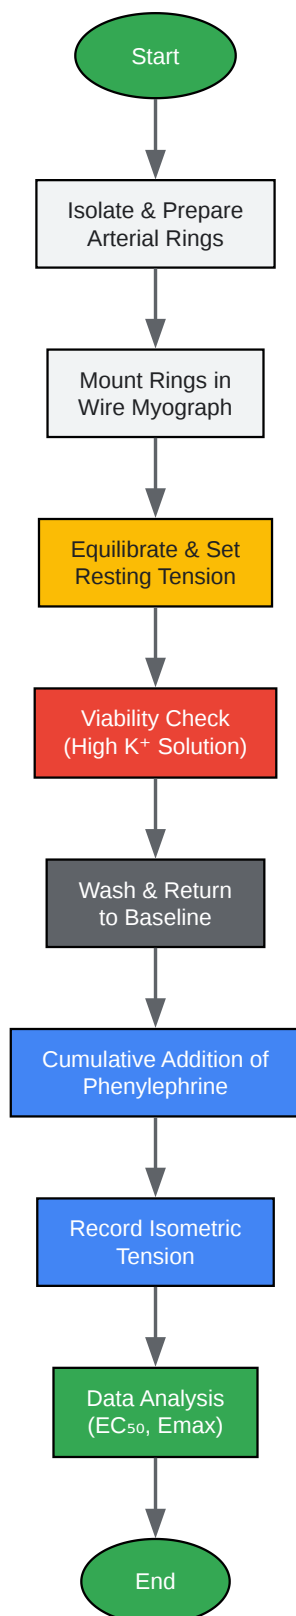 Start
Isolate & Prepare
Arterial Rings
Mount Rings in
Wire Myograph
Equilibrate & Set
Resting Tension
Viability Check
(High K⁺ Solution)
Wash & Return
to Baseline
Cumulative Addition of
Phenylephrine
Record Isometric
Tension
Data Analysis
(EC₅₀, Emax)
End